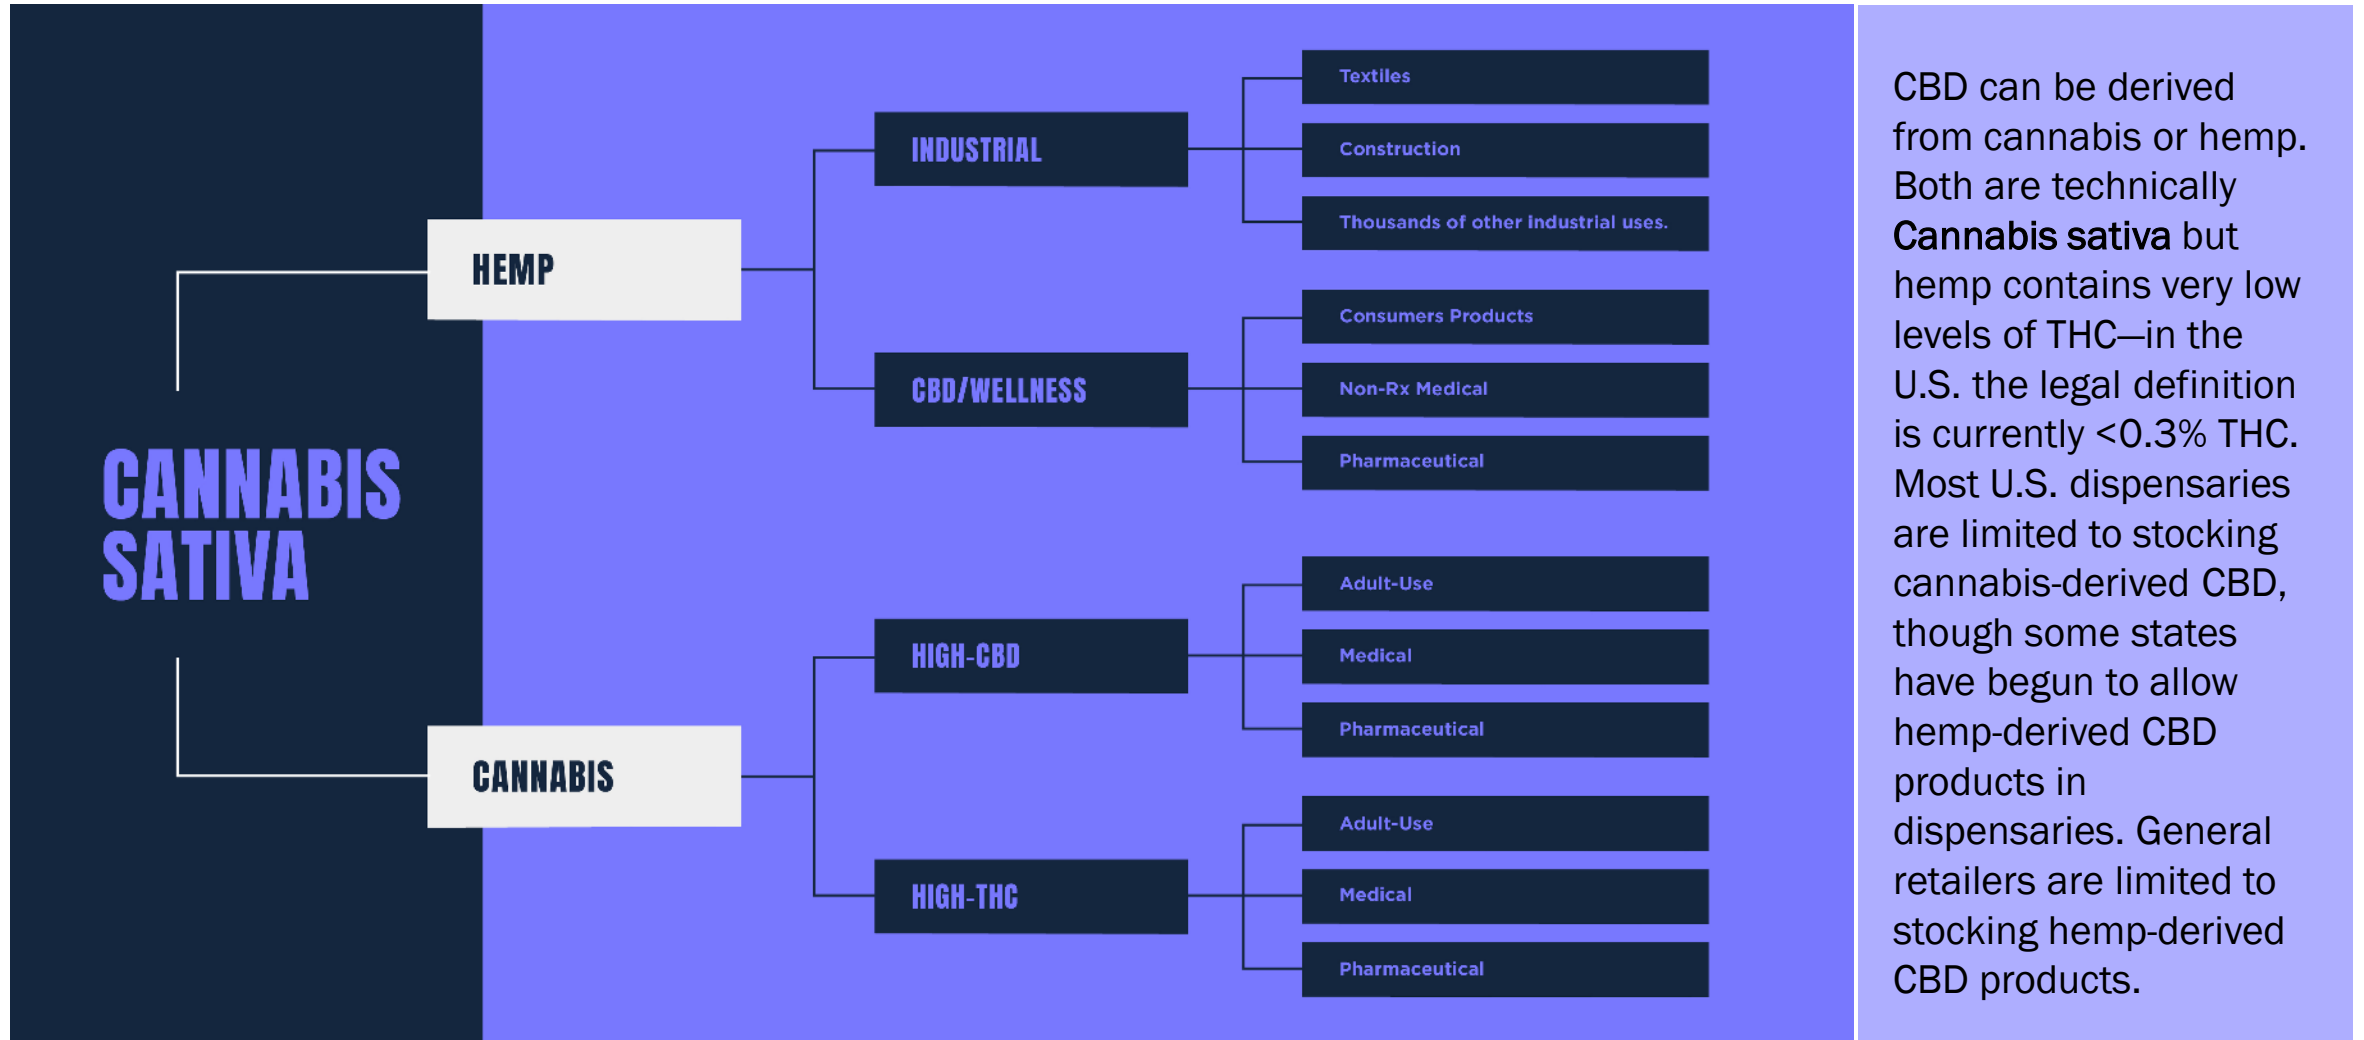 CANNABIS
SATIVA
HEMP
INDUSTRIAL
Textiles
Construction
Thousands of other industrial uses.
CBD/WELLNESS
Consumers Products
Non-Rx Medical
Pharmaceutical
CANNABIS
HIGH-CBD
Adult-Use
Medical
Pharmaceutical
HIGH-THC
Adult-Use
Medical
Pharmaceutical
CBD can be derived
from cannabis or hemp.
Both are technically
Cannabis sativa but
hemp contains very low
levels of THC—in the
U.S. the legal definition
is currently <0.3% THC.
Most U.S. dispensaries
are limited to stocking
cannabis-derived CBD,
though some states
have begun to allow
hemp-derived CBD
products in
dispensaries. General
retailers are limited to
stocking hemp-derived
CBD products.